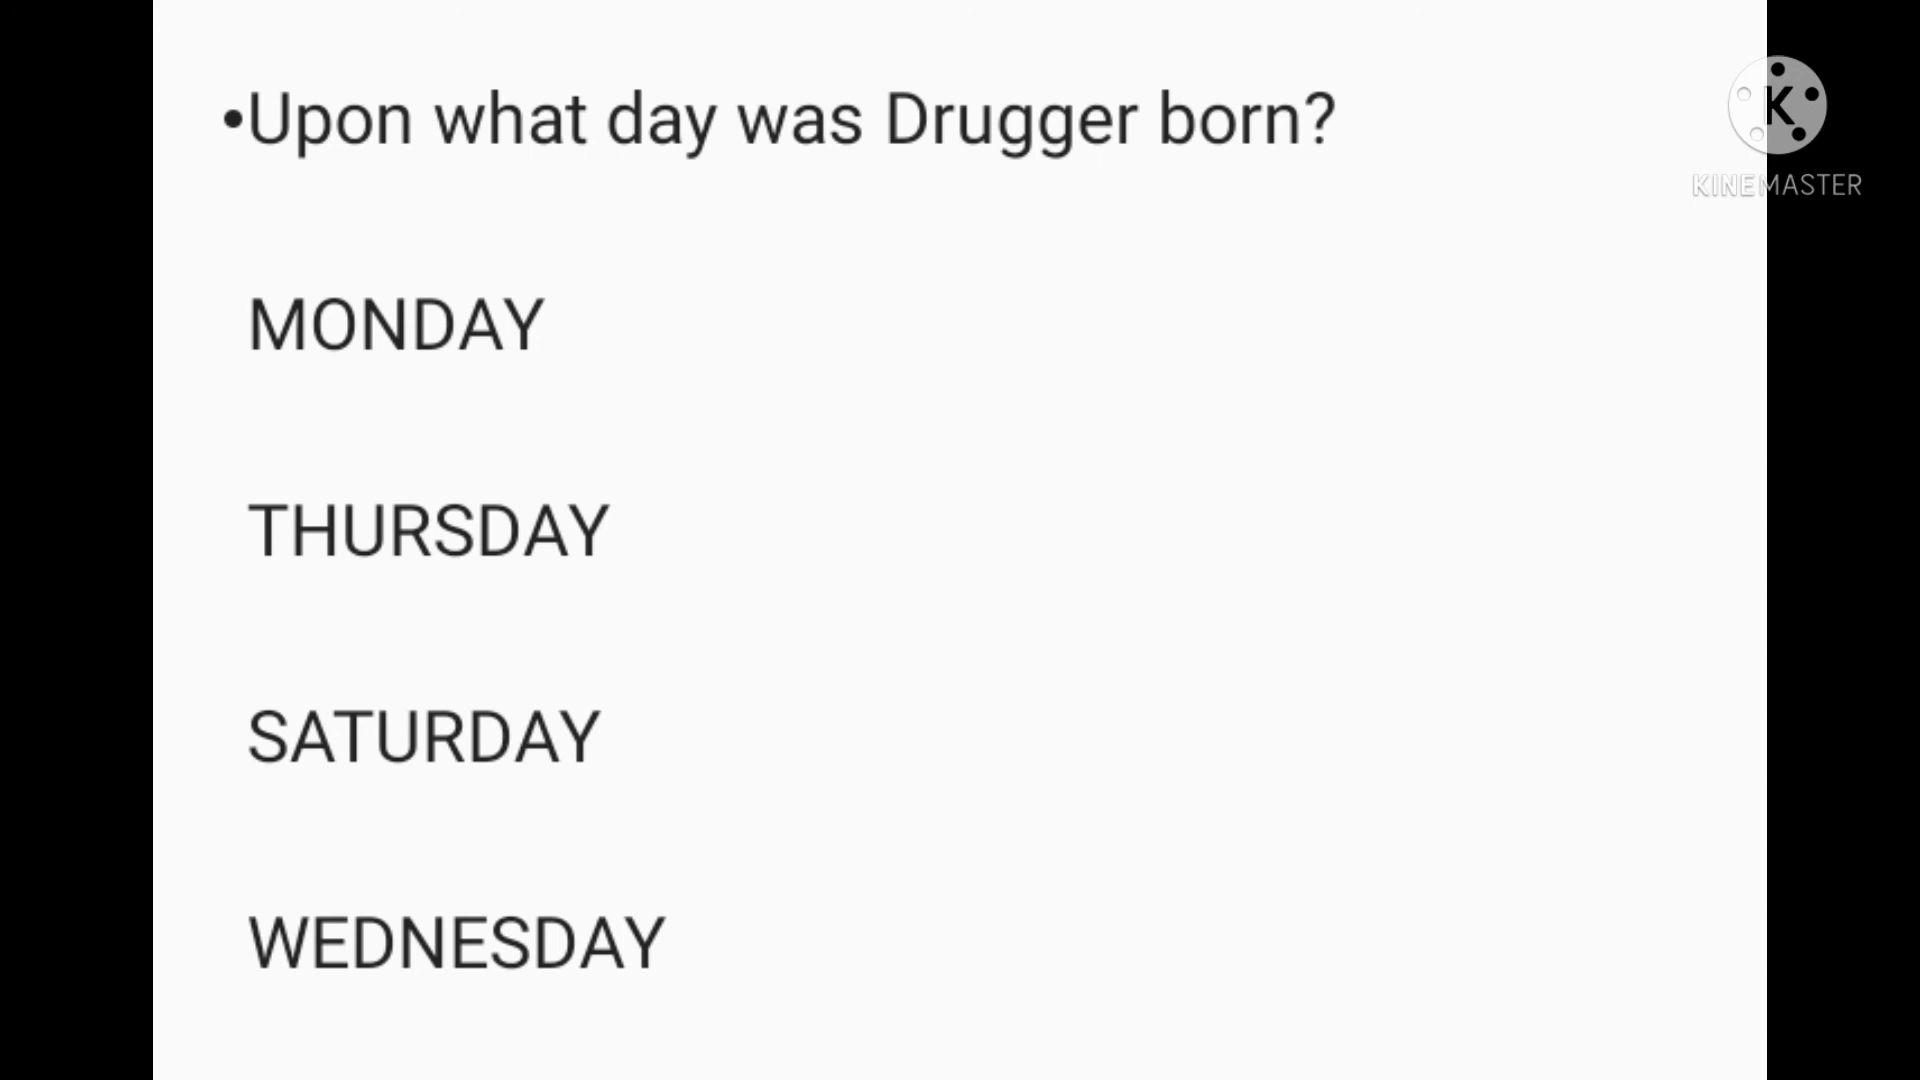 •Upon what day was Drugger born?
K
KINEMASTER
MONDAY
THURSDAY
SATURDAY
WEDNESDAY